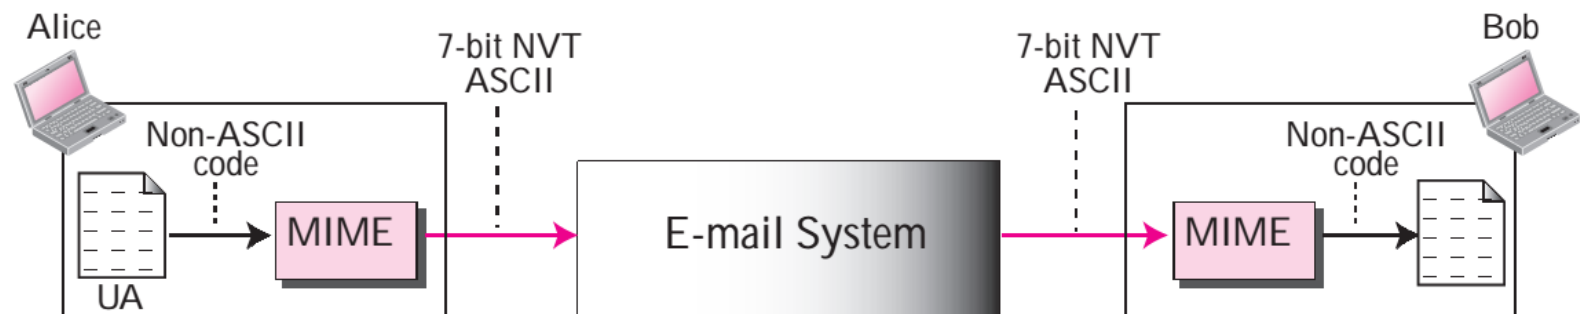 Alice
7-bit NVT
ASCII
7-bit NVT
ASCII
Bob
Non-ASCII
code
Non-ASCII
code
MIME
E-mail System
MIME
UA